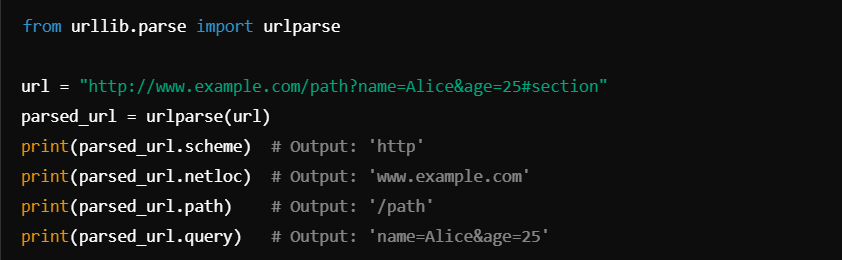 from urllib.parse import urlparse
url = "http://www.example.com/path?name=Alice&age=25#section"
parsed_url = urlparse(url)
print(parsed_url.scheme)  # Output: 'http'
print(parsed_url.netloc)  # Output: 'www.example.com'
print(parsed_url.path)    # Output: '/path'
print(parsed_url.query)   # Output: 'name=Alice&age=25'